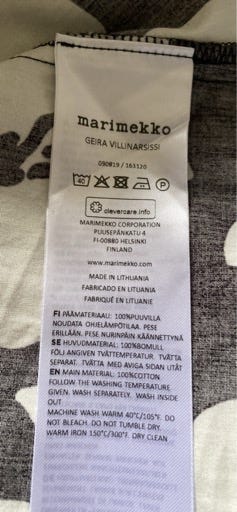 marimekko
GEIRA VILLINARSISSI
090819 / 163120
40 P
clevercare.info
MARIMEKKO CORPORATION
PUUSEPÄNKATU 4
FI-00880 HELSINKI
FINLAND
www.marimekko.com
MADE IN LITHUANIA
FABRICADO EN LITUANIA
FABRIQUÉ EN LITUANIE
FI PÄÄMATERIAALI: 100%PUUVILLA
NOUDATA OHJELÄMPÖTILAA. PESE
ERILLÄÄN. PESE NURINPÄIN KÄÄNNETTYNÄ
SE HUVUDMATERIAL: 100%BOMULL
FÖLJ ANGIVEN TVÄTTEMPERATUR. TVÄTTA
SEPARAT. TVÄTTA MED AVIGA SIDAN UTÅT
EN MAIN MATERIAL: 100%COTTON
FOLLOW THE WASHING TEMPERATURE
GIVEN. WASH SEPARATELY. WASH INSIDE
OUT
MACHINE WASH WARM 40°C/105°F. DO
NOT BLEACH. DO NOT TUMBLE DRY.
WARM IRON 150°C/300°F. DRY CLEAN